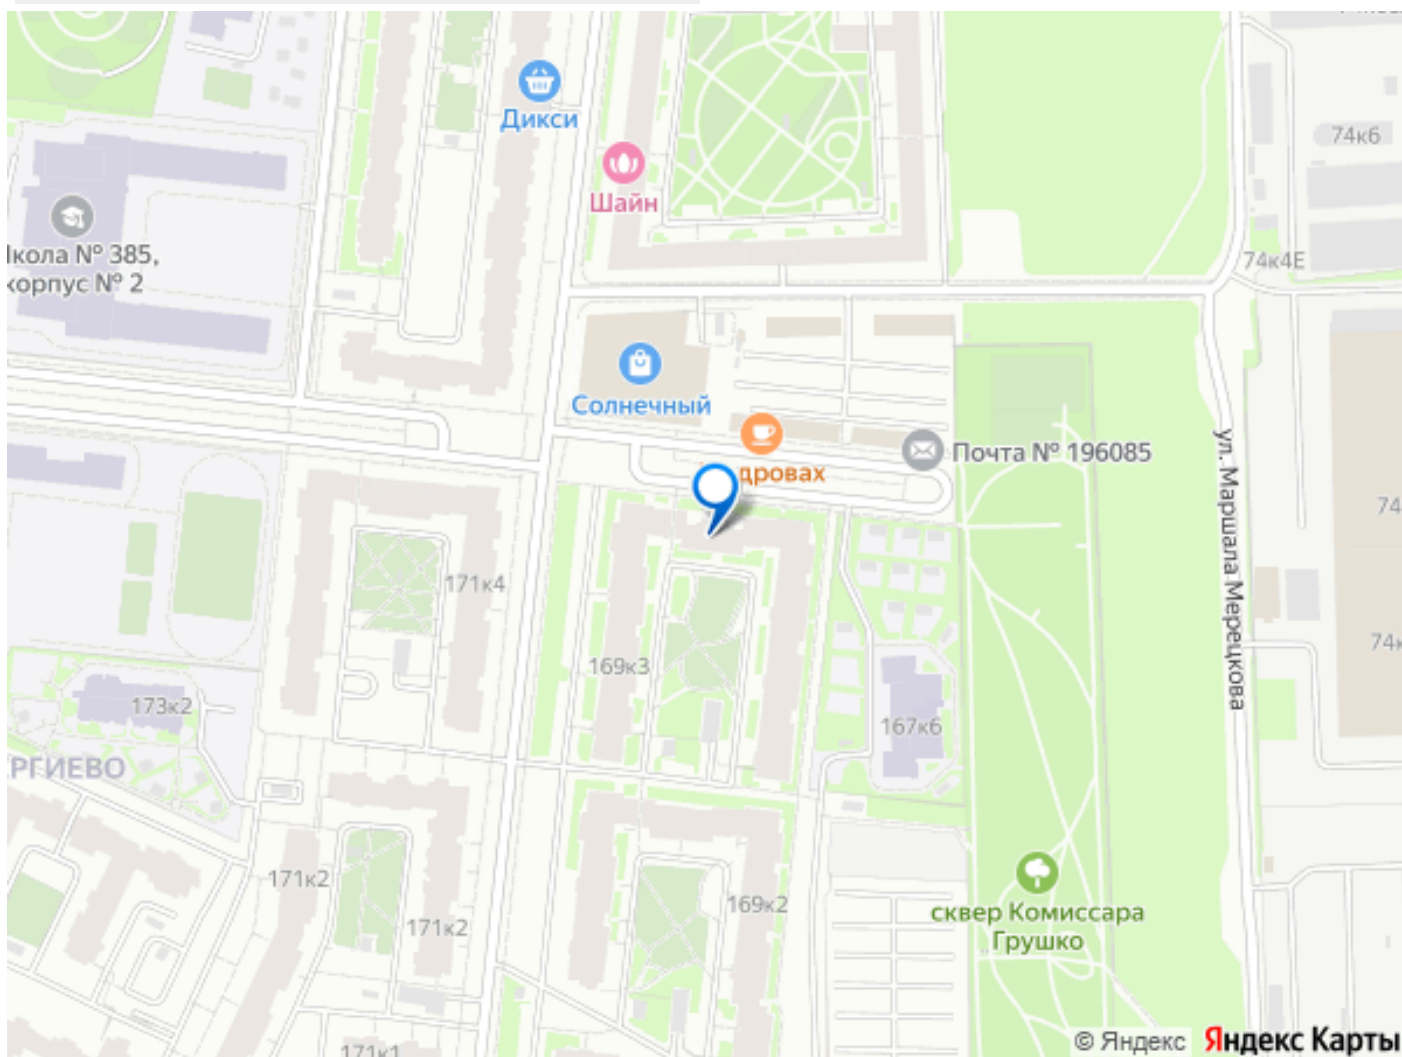 74к6
Дикси
Шайн
кола № 385,
корпус № 2
74к4Е
Солнечный
Почта № 196085
дровах
ул. Маршала Мерецкова
74
171к4
169к3
74к
173к2
167к6
РГИЕВО
171к2
169к2
171к2
сквер Комиссара
Грушко
171к1
© Яндекс Яндекс Карты